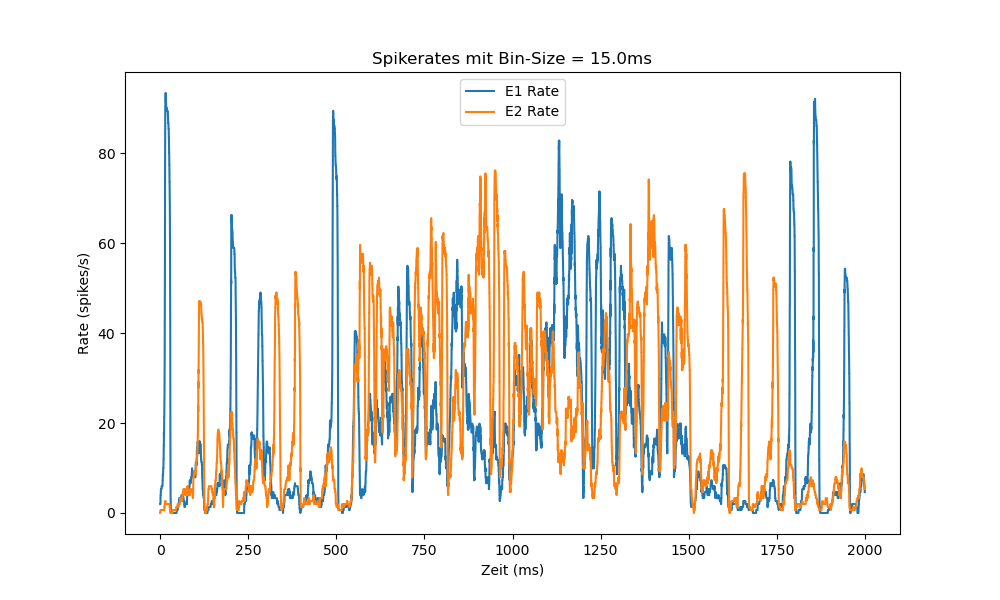 Spikerates mit Bin-Size = 15.0ms
E1 Rate
E2 Rate
Rate (spikes/s)
80
60
40
20
0
0 250 500 750 1000 1250 1500 1750 2000
Zeit (ms)